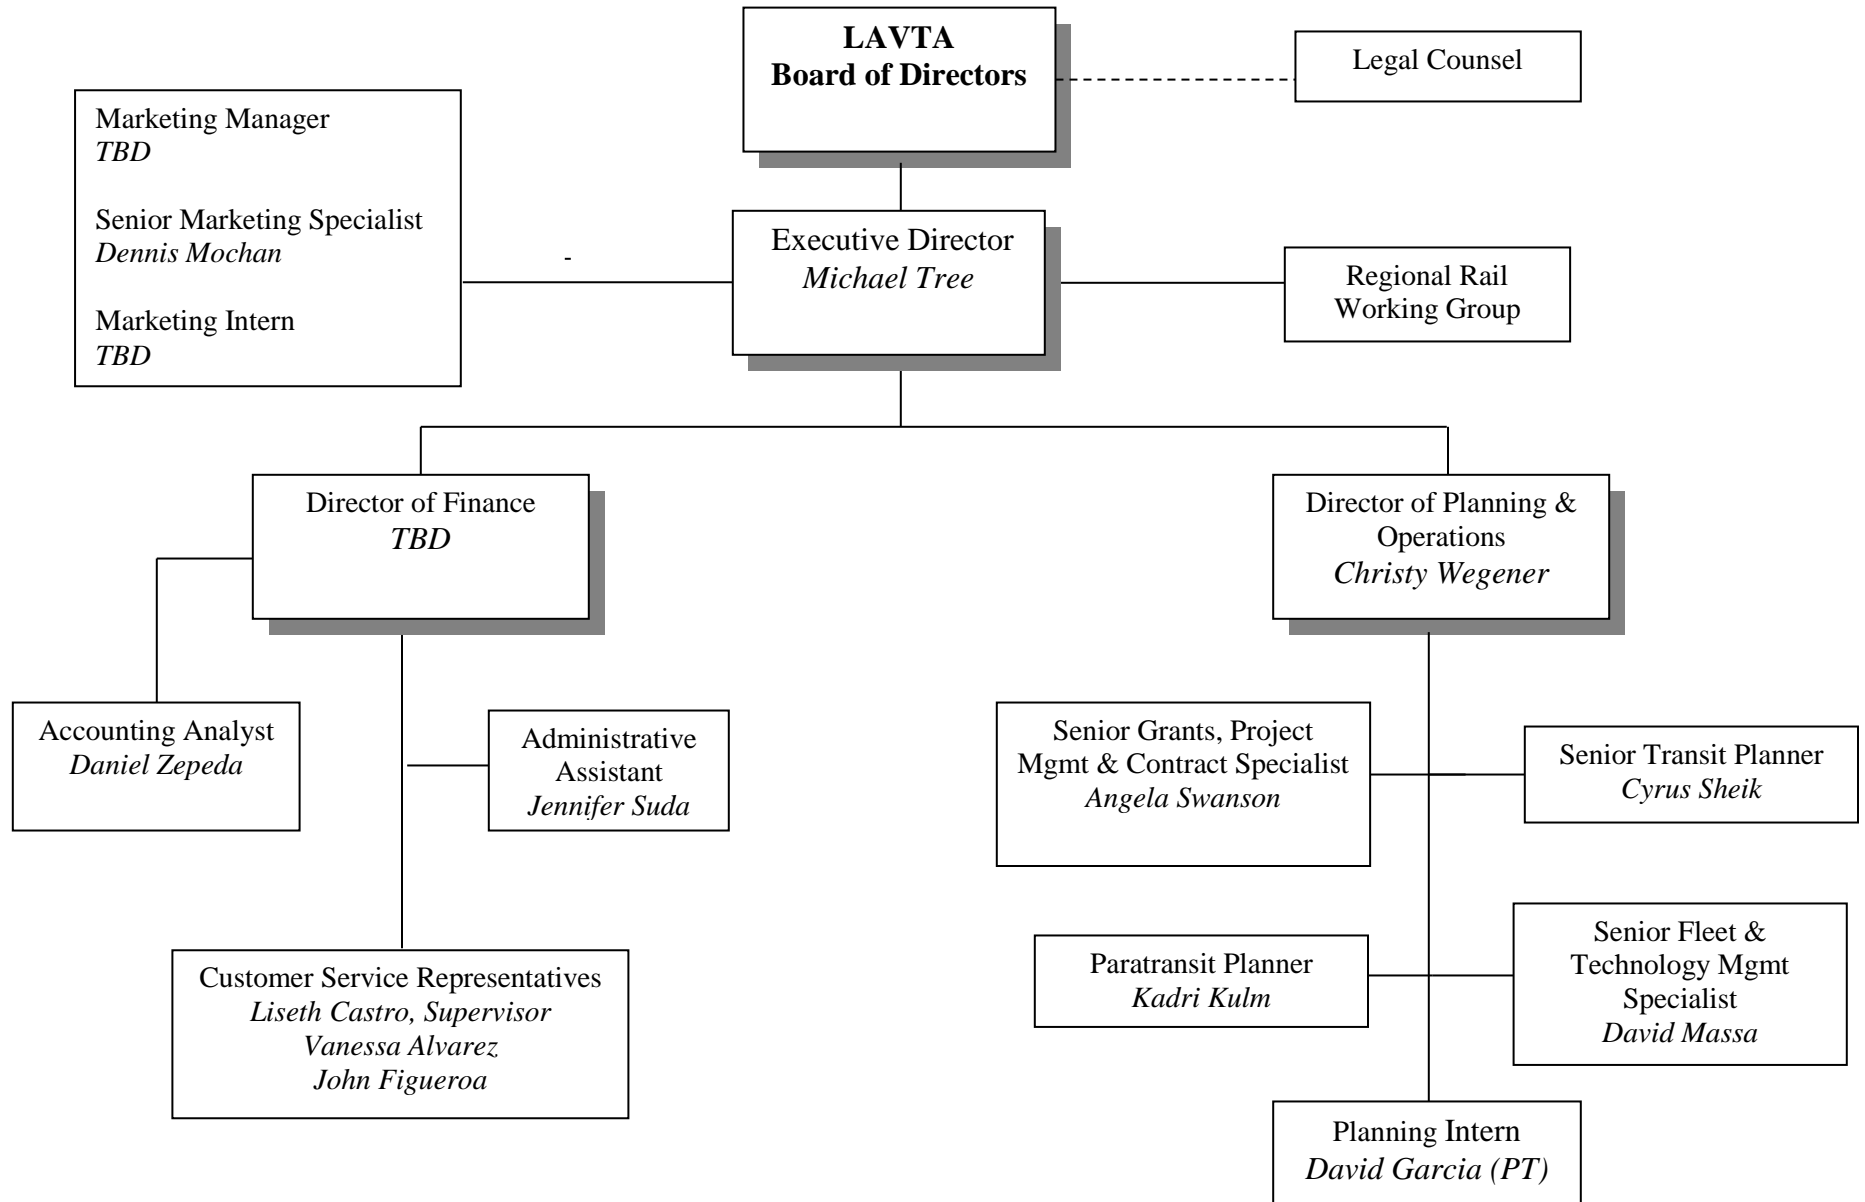 LAVTA
Board of Directors
Legal Counsel
Marketing Manager
TBD
Senior Marketing Specialist
Dennis Mochan
Marketing Intern
TBD
-
Executive Director
Michael Tree
Regional Rail
Working Group
Director of Finance
TBD
Director of Planning &
Operations
Christy Wegener
Accounting Analyst
Daniel Zepeda
Administrative
Assistant
Jennifer Suda
Senior Grants, Project
Mgmt & Contract Specialist
Angela Swanson
Senior Transit Planner
Cyrus Sheik
Customer Service Representatives
Liseth Castro, Supervisor
Vanessa Alvarez
John Figueroa
Paratransit Planner
Kadri Kulm
Senior Fleet &
Technology Mgmt
Specialist
David Massa
Planning Intern
David Garcia (PT)